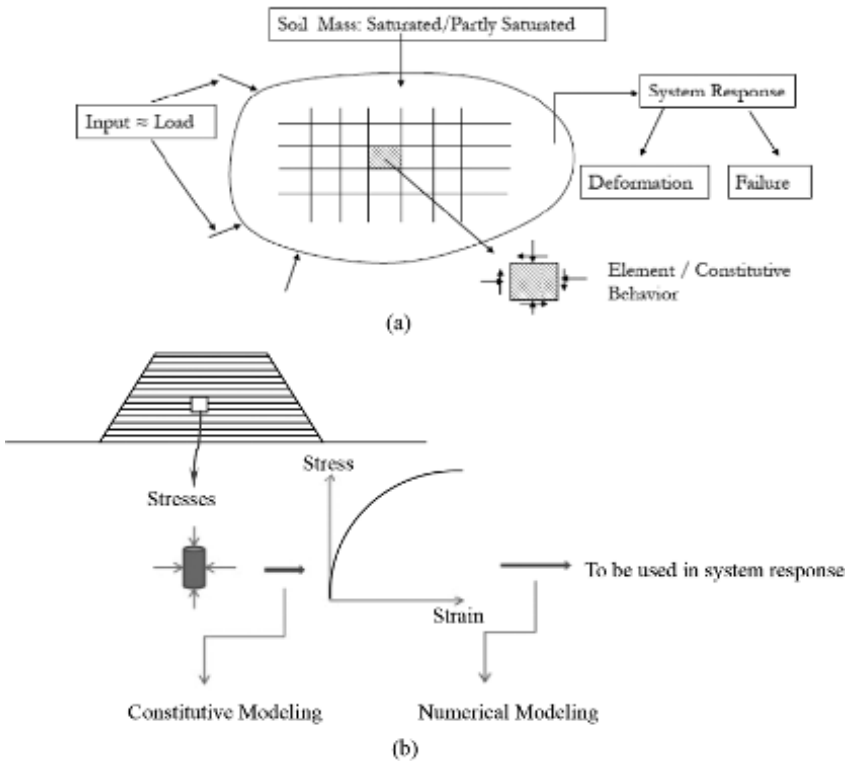 Soil Mass: Saturated/Partly Saturated
System Response
Input ≈ Load
Deformation
Failure
Element / Constitutive
Behavior
(a)
Stress
Stresses
To be used in system response
Strain
Constitutive Modeling
Numerical Modeling
(b)